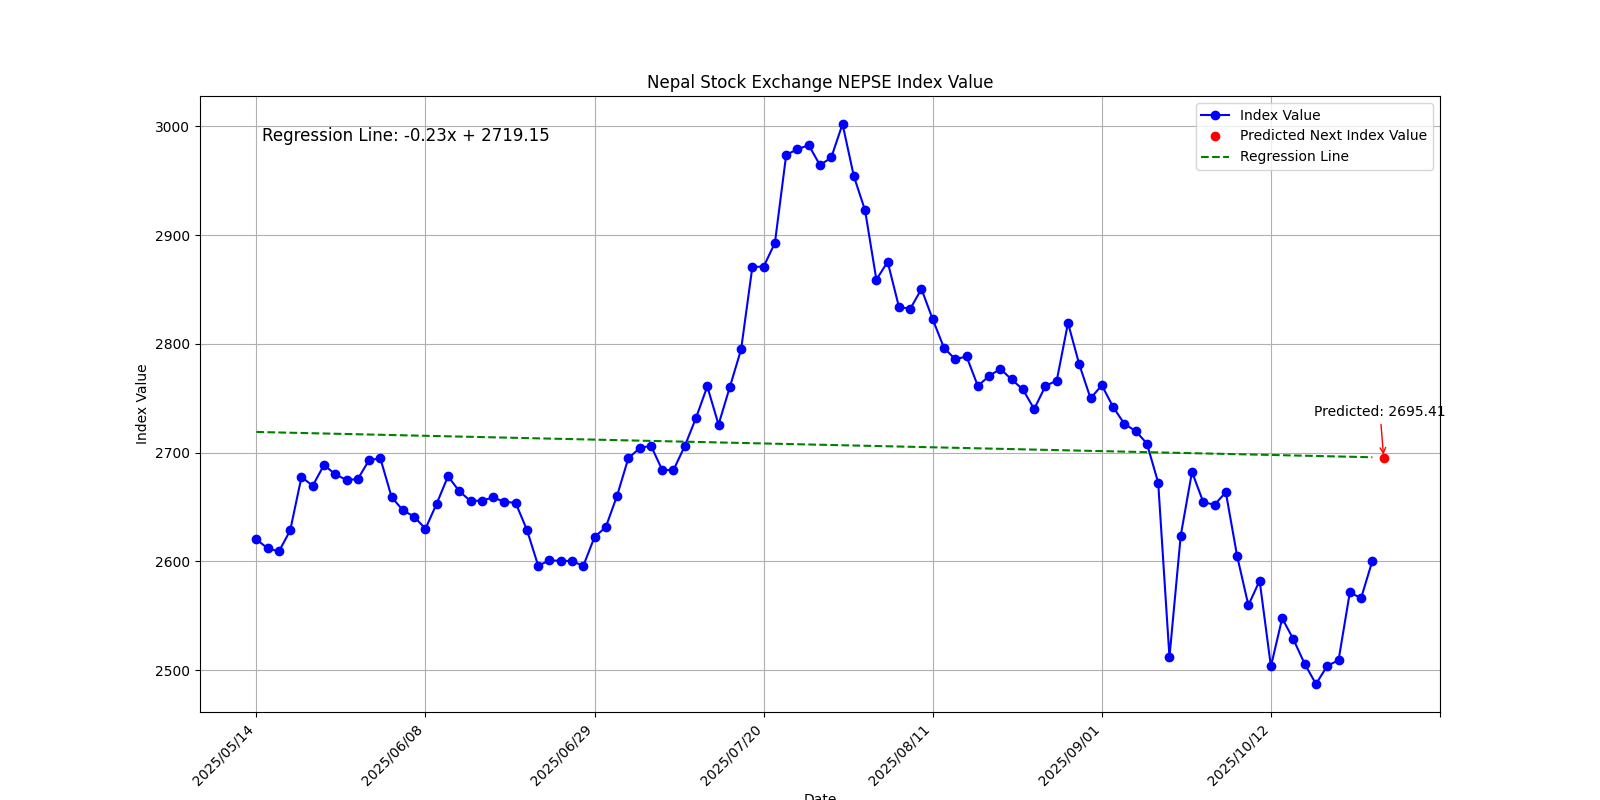 Nepal Stock Exchange NEPSE Index Value
Regression Line: -0.23x + 2719.15
Index Value
Predicted Next Index Value
Regression Line
3000
2900
2800
2700
2600
2500
Index Value
Predicted: 2695.41
2025/05/14
2025/06/08
2025/06/29
2025/07/20
2025/08/11
2025/09/01
2025/10/12
Date